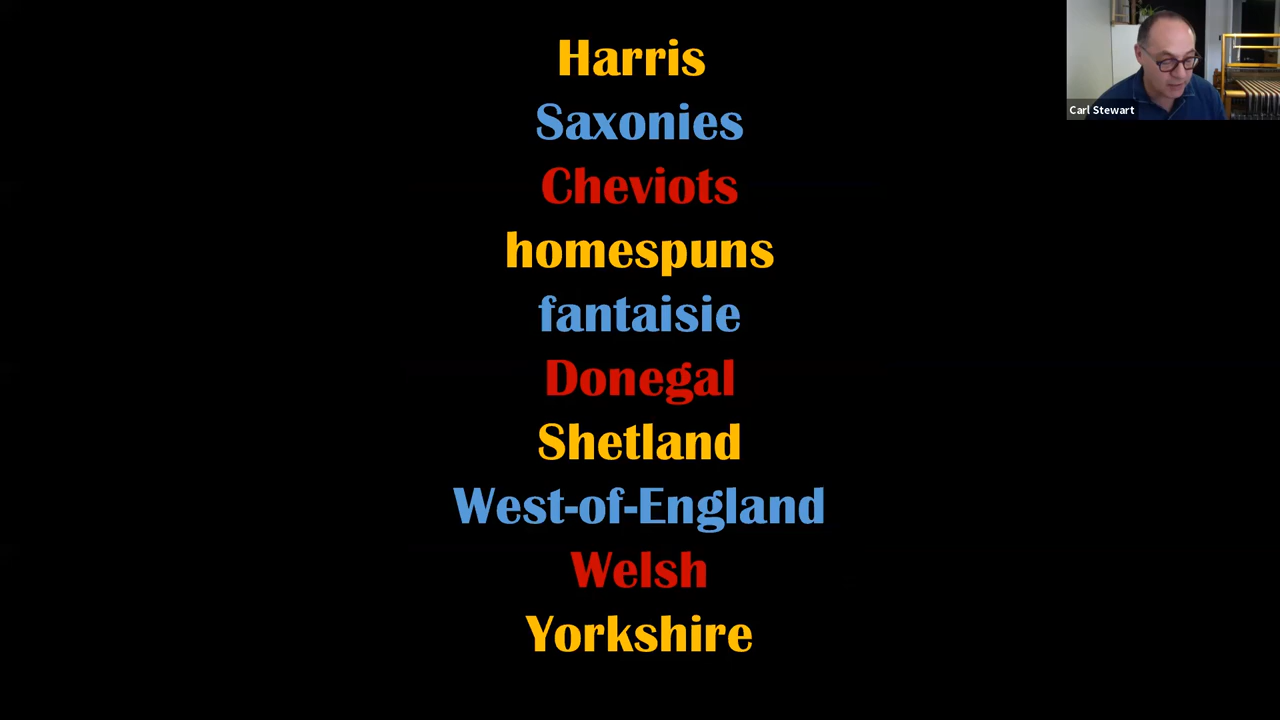 Harris
Saxonies
Cheviots
homespuns
fantaisie
Donegal
Shetland
West-of-England
Welsh
Yorkshire
Carl Stewart